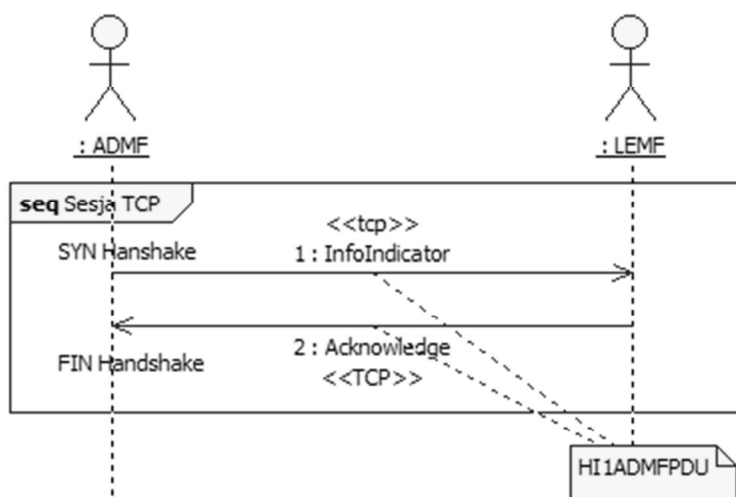 : ADMF
: LEMF
seq Sesja TCP
<<tcp>>
SYN Hanshake
1 : InfoIndicator
2 : Acknowledge
FIN Handshake
<<TCP>>
HI1ADMFPDU